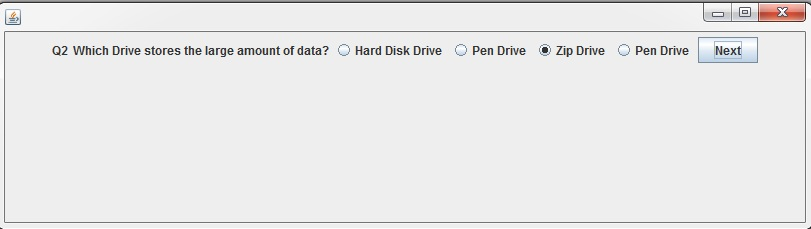 Q2 Which Drive stores the large amount of data? Hard Disk Drive Pen Drive Zip Drive Pen Drive Next